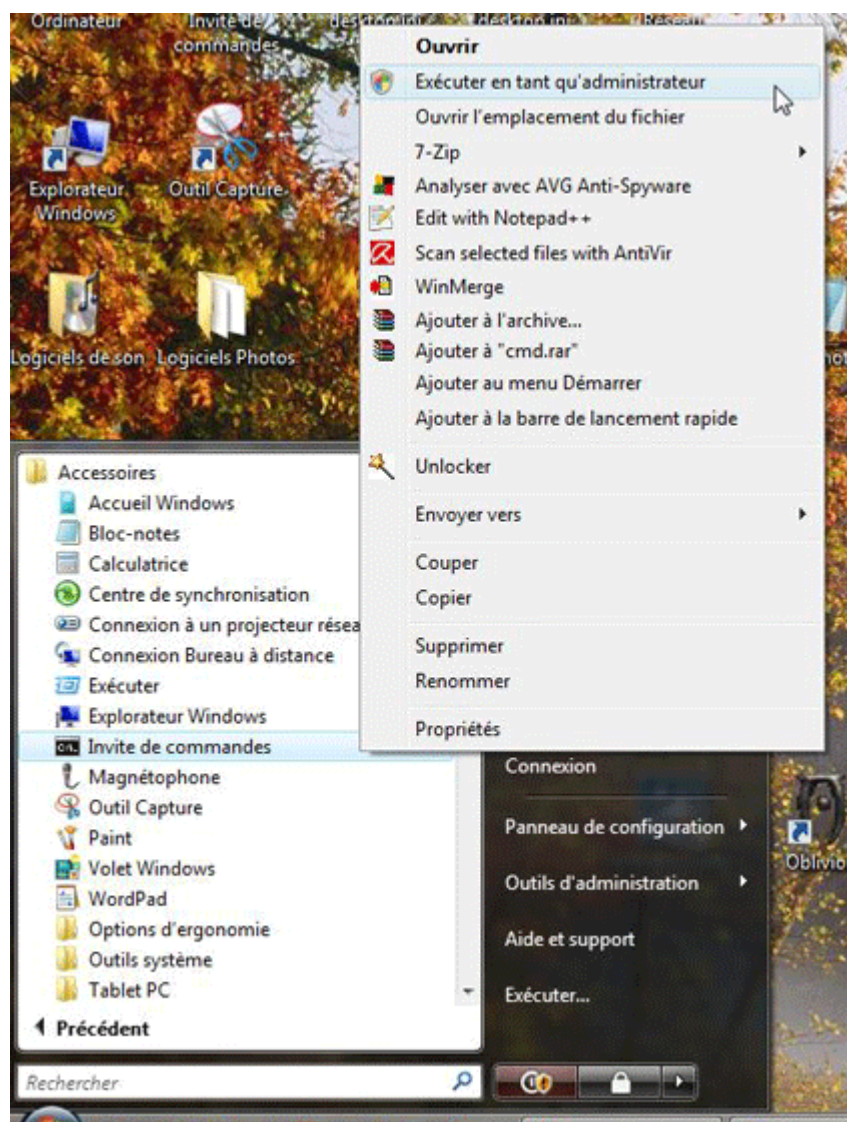 Ordinateur
Invite de
commandes
desktop.ini
desktop.ini
Réseau
Explorateur
Windows
Outil Capture
Logiciels de son
Logiciels Photos
Ouvrir
Exécuter en tant qu'administrateur
Ouvrir l'emplacement du fichier
7-Zip
Analyser avec AVG Anti-Spyware
Edit with Notepad++
Scan selected files with AntiVir
WinMerge
Ajouter à l'archive...
Ajouter à "cmd.rar"
Ajouter au menu Démarrer
Ajouter à la barre de lancement rapide
Unlocker
Envoyer vers
Couper
Copier
Supprimer
Renommer
Propriétés
Accessoires
Accueil Windows
Bloc-notes
Calculatrice
Centre de synchronisation
Connexion à un projecteur résea
Connexion Bureau à distance
Exécuter
Explorateur Windows
Invite de commandes
Magnétophone
Outil Capture
Paint
Volet Windows
WordPad
Options d'ergonomie
Outils système
Tablet PC
Précédent
Rechercher
Connexion
Panneau de configuration
Outils d'administration
Aide et support
Exécuter...
Oblivio